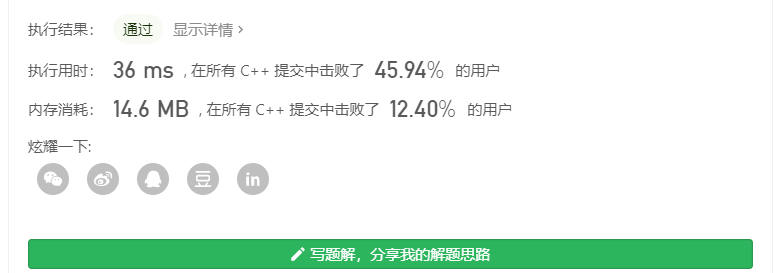 执行结果： 通过 显示详情 >
执行用时： 36 ms , 在所有 C++ 提交中击败了 45.94% 的用户
内存消耗： 14.6 MB , 在所有 C++ 提交中击败了 12.40% 的用户
炫耀一下:
豆 in
写题解，分享我的解题思路